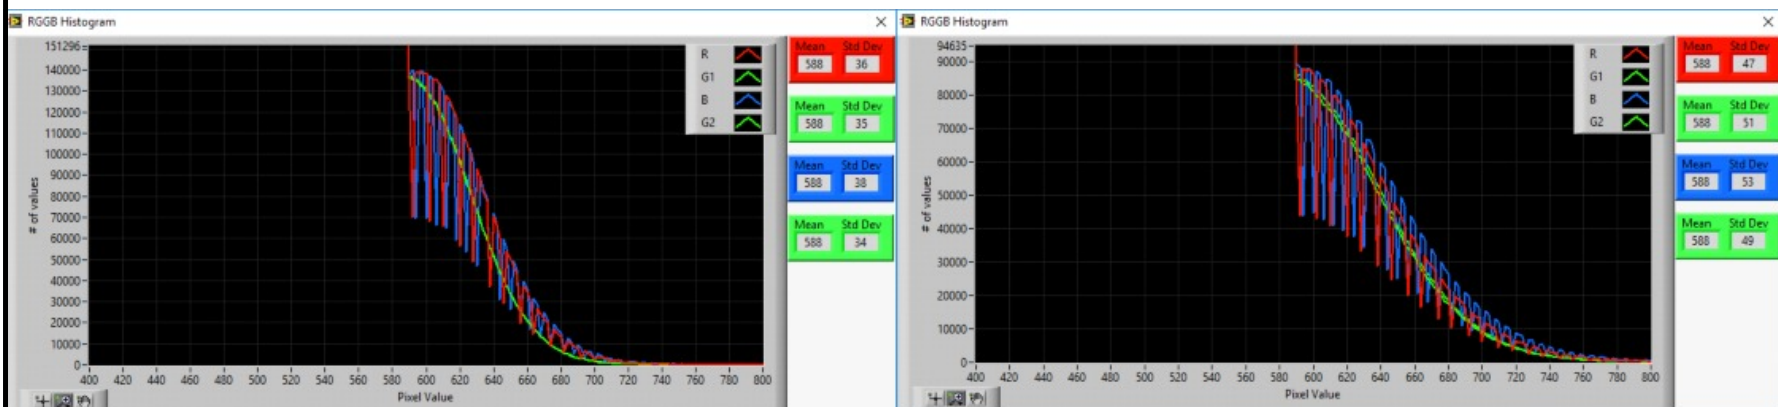 RGGB Histogram
151296
140000
130000
120000
110000
100000
90000
80000
70000
60000
50000
40000
30000
20000
10000
0
# of values
400 420 440 460 480 500 520 540 560 580 600 620 640 660 680 700 720 740 760 780 800
Pixel Value
R
G1
B
G2
Mean Std Dev
588 36
Mean Std Dev
588 35
Mean Std Dev
588 38
Mean Std Dev
588 34
RGGB Histogram
94635
90000
80000
70000
60000
50000
40000
30000
20000
10000
0
# of values
400 420 440 460 480 500 520 540 560 580 600 620 640 660 680 700 720 740 760 780 800
Pixel Value
R
G1
B
G2
Mean Std Dev
588 47
Mean Std Dev
588 51
Mean Std Dev
588 53
Mean Std Dev
588 49